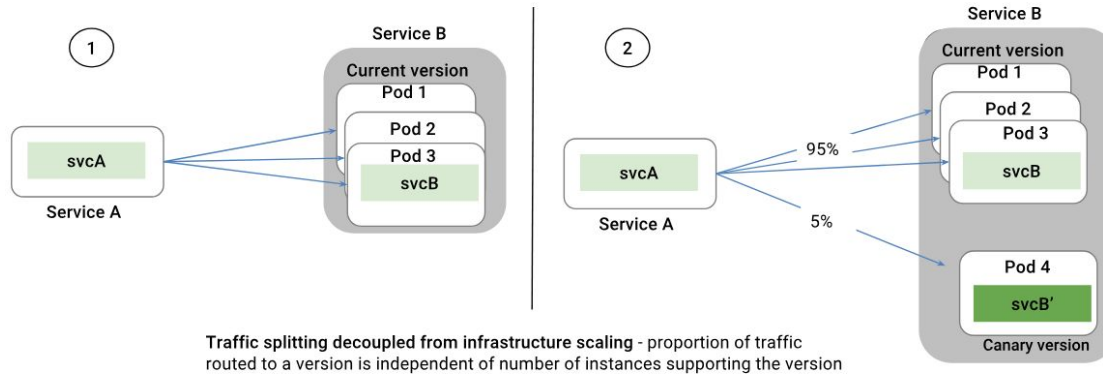 1
Service B
Current version
Pod 1
Pod 2
Pod 3
svcB
svcA
Service A
2
Service B
Current version
Pod 1
Pod 2
Pod 3
svcB
95%
svcA
Service A
5%
Pod 4
svcB’
Canary version
Traffic splitting decoupled from infrastructure scaling - proportion of traffic
routed to a version is independent of number of instances supporting the version